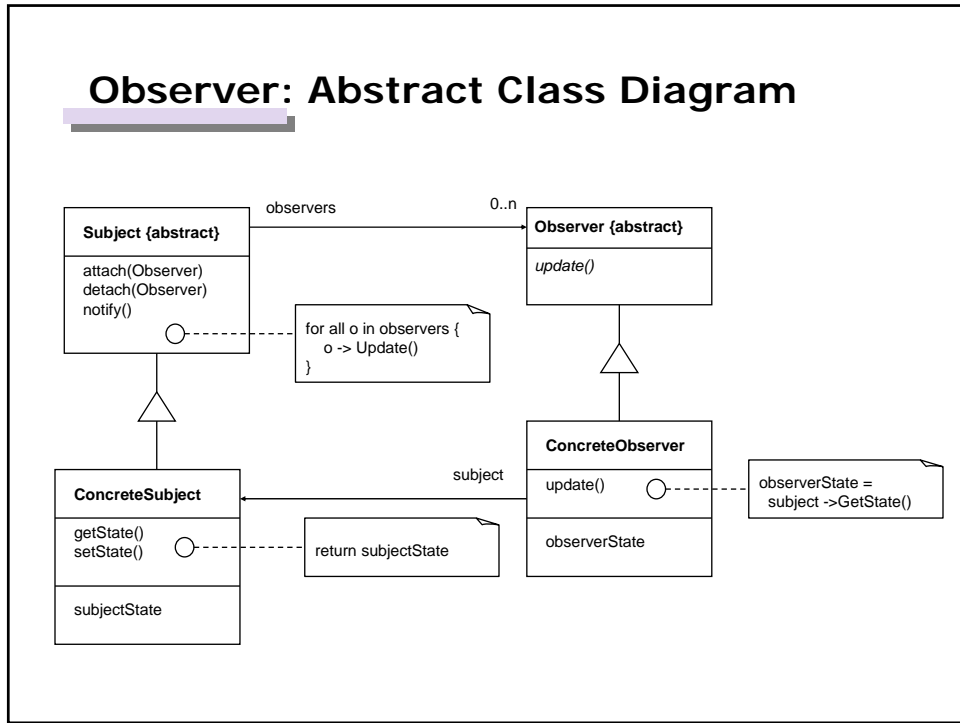 Observer: Abstract Class Diagram
observers
0..n
Subject {abstract}
attach(Observer)
detach(Observer)
notify()
Observer {abstract}
update()
for all o in observers {
o -> Update()
}
ConcreteSubject
getState()
setState()
subjectState
subject
return subjectState
ConcreteObserver
update()
observerState
observerState =
subject ->GetState()